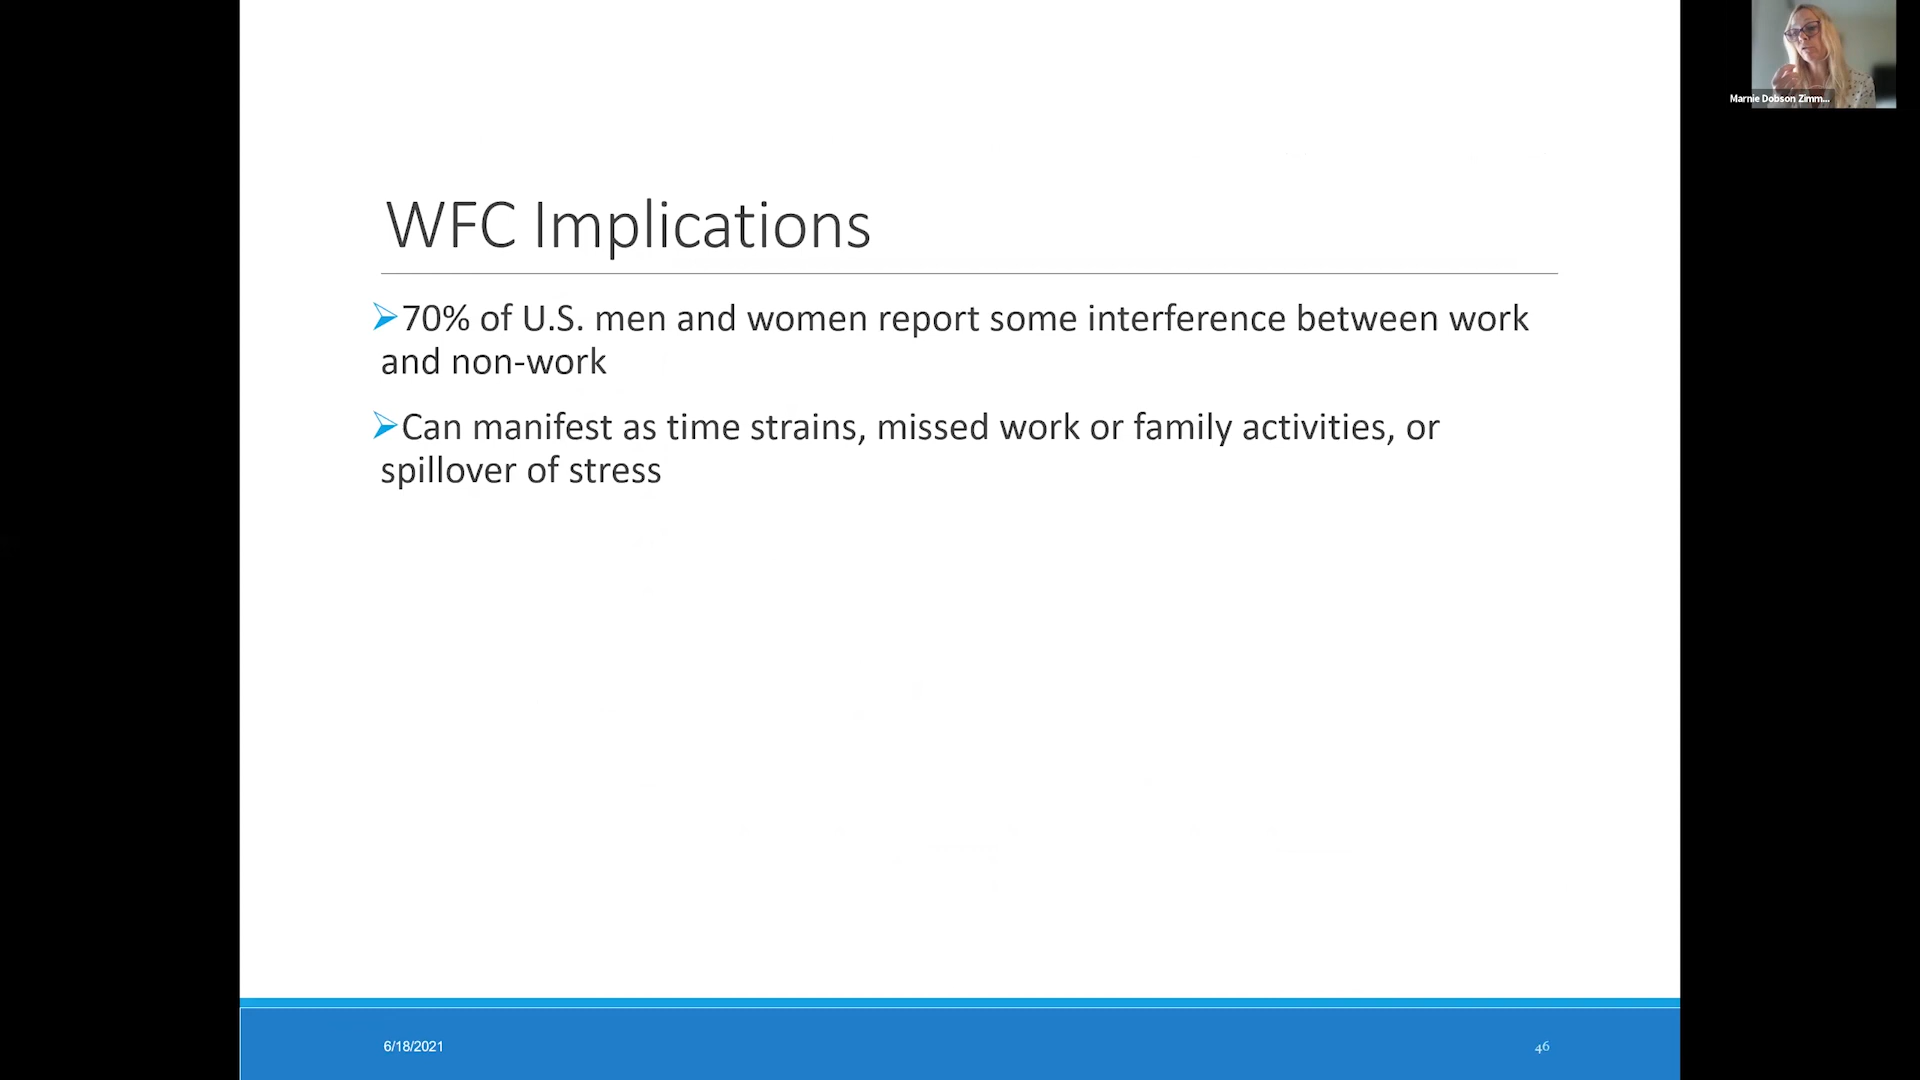 Marnie Dobson Zimm...
WFC Implications
70% of U.S. men and women report some interference between work
and non-work
Can manifest as time strains, missed work or family activities, or
spillover of stress
6/18/2021
46